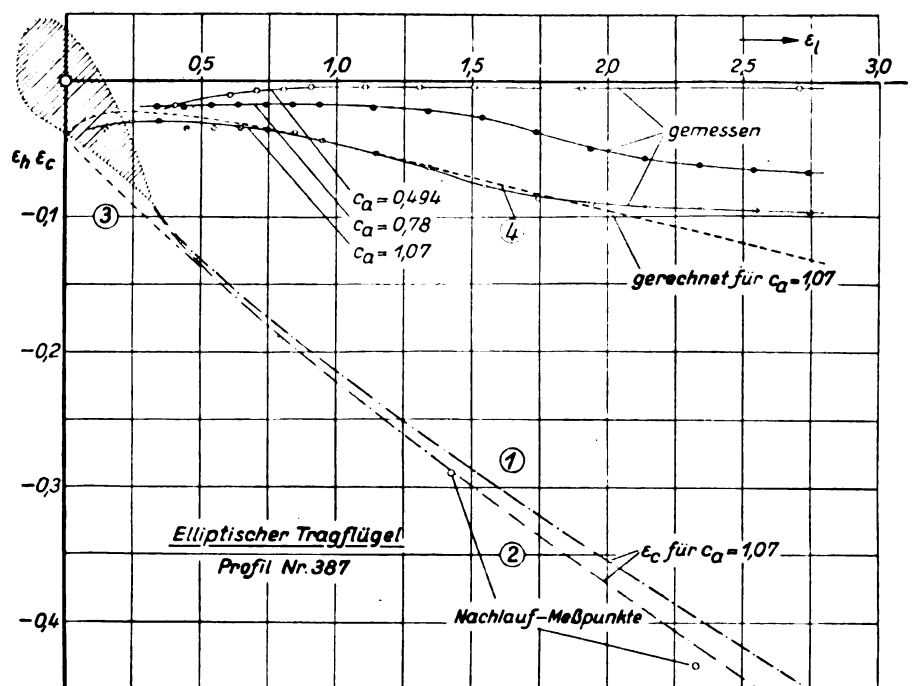 ε_l
0,5 1,0 1,5 2,0 2,5 3,0
ε_h ε_c
gemessen
c_a = 0,494
c_a = 0,78
c_a = 1,07
4
3
-0,1
gerechnet für c_a = 1,07
-0,2
1
-0,3
Elliptischer Tragflügel
Profil Nr. 387
2
ε_c für c_a = 1,07
Nachlauf-Meßpunkte
-0,4